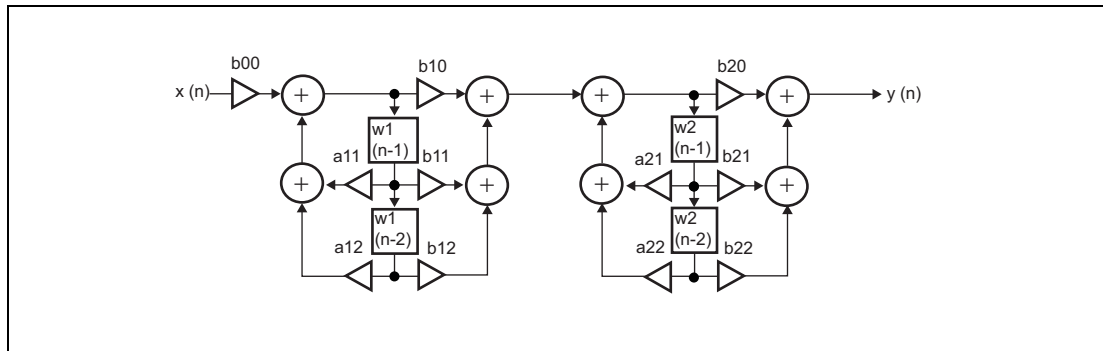 b00
b10
b20
x (n)
+
+
+
+
y (n)
w1
(n-1)
w2
(n-1)
a11
b11
a21
b21
+
+
+
+
w1
(n-2)
w2
(n-2)
a12
b12
a22
b22